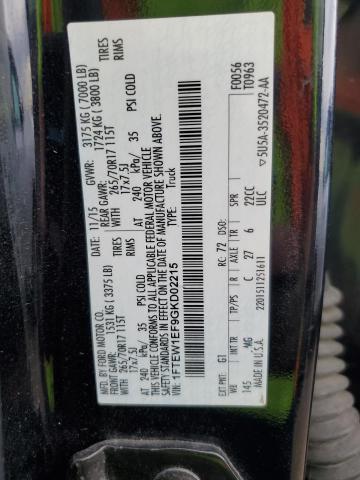 MFD. BY FORD MOTOR CO.
DATE: 11/15 GVWR: 3175 KG (7000 LB)
FRONT GAWR: 1531 KG (3375 LB) REAR GAWR: 1724 KG (3800 LB)
265/70R17 115T TIRES WITH 265/70R17 115T TIRES
17x7.5J RIMS 17x7.5J RIMS
AT 240 kPa/ 35 PSI COLD AT 240 kPa/ 35 PSI COLD
THIS VEHICLE CONFORMS TO ALL APPLICABLE FEDERAL MOTOR VEHICLE
SAFETY STANDARDS IN EFFECT ON THE DATE OF MANUFACTURE SHOWN ABOVE.
VIN: 1FTEW1EF9GKD02215
TYPE: Truck
F0056
T0963
EXT PNT: G1 RC: 72 DSO:
WB INT TR TP/PS R AXLE TR SPR
145 MG C 27 6 22CC
MADE IN U.S.A. ULC
2201511251611
▽ 5U5A-3520472-AA